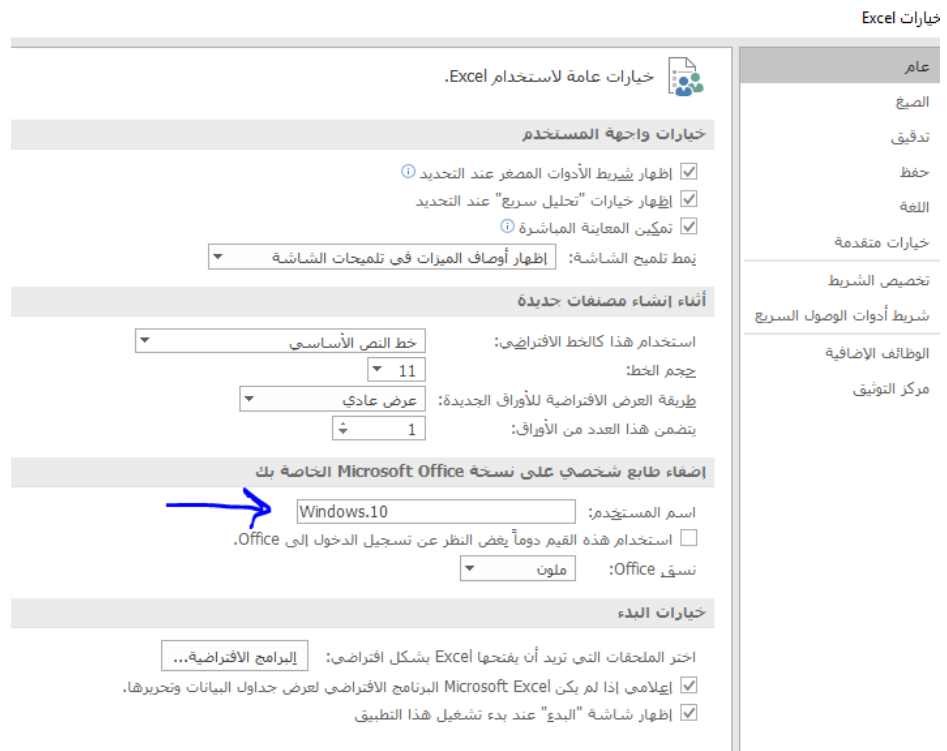 خيارات Excel
عام
الصيغ
تدقيق
حفظ
اللغة
خيارات متقدمة
تخصيص الشريط
شريط أدوات الوصول السريع
الوظائف الإضافية
مركز التوثيق
خيارات عامة لاستخدام Excel.
خيارات واجهة المستخدم
إظهار شريط الأدوات المصغر عند التحديد
إظهار خيارات "تحليل سريع" عند التحديد
تمكين المعاينة المباشرة
نمط تلميح الشاشة: إظهار أوصاف الميزات في تلميحات الشاشة
أثناء إنشاء مصنفات جديدة
استخدام هذا كالخط الافتراضي: خط النص الأساسي
حجم الخط: 11
طريقة العرض الافتراضية للأوراق الجديدة: عرض عادي
يتضمن هذا العدد من الأوراق: 1
إضفاء طابع شخصي على نسخة Microsoft Office الخاصة بك
اسم المستخدم: Windows.10
استخدام هذه القيم دوماً بغض النظر عن تسجيل الدخول إلى Office.
نسق Office: ملون
خيارات البدء
اختر الملحقات التي تريد أن يفتحها Excel بشكل افتراضي: البرامج الافتراضية...
إعلامي إذا لم يكن Microsoft Excel البرنامج الافتراضي لعرض جداول البيانات وتحريرها.
إظهار شاشة "البدء" عند بدء تشغيل هذا التطبيق